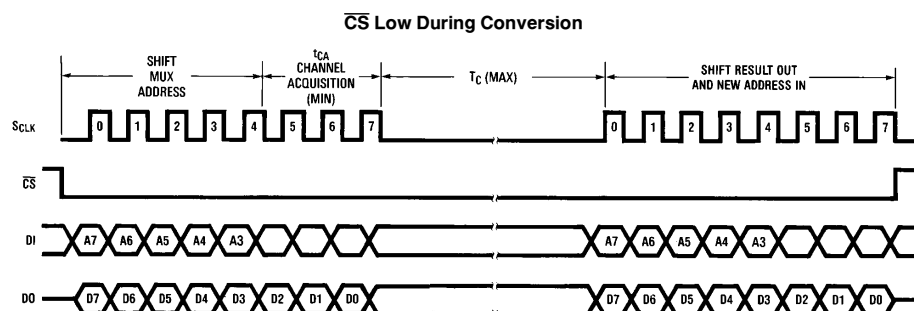 C̅S̅ Low During Conversion
SHIFT
MUX
ADDRESS
tCA
CHANNEL
ACQUISITION
(MIN)
TC (MAX)
SHIFT RESULT OUT
AND NEW ADDRESS IN
SCLK
0 1 2 3 4 5 6 7 0 1 2 3 4 5 6 7
C̅S̅
DI
A7 A6 A5 A4 A3 A7 A6 A5 A4 A3
DO
D7 D6 D5 D4 D3 D2 D1 D0 D7 D6 D5 D4 D3 D2 D1 D0